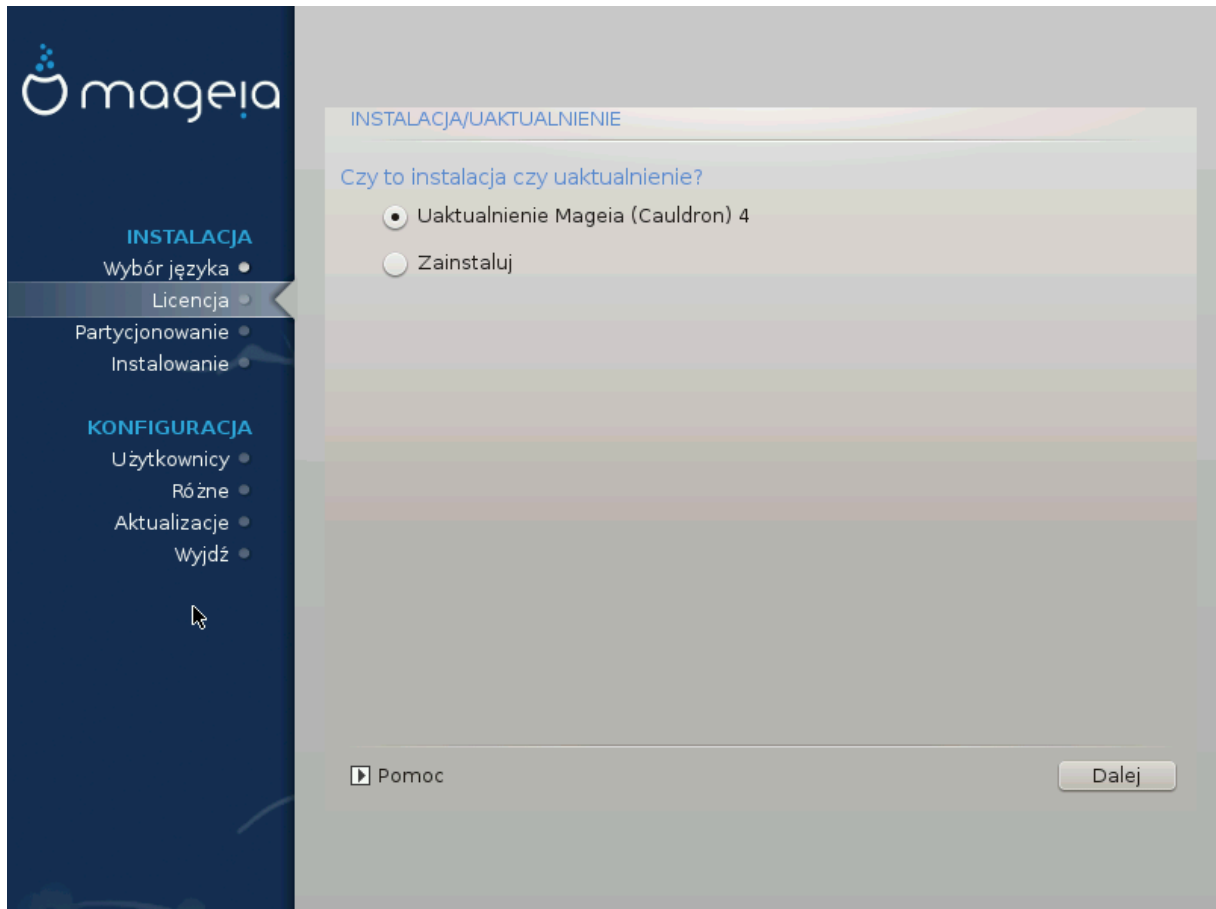 mageia
INSTALACJA
Wybór języka
Licencja
Partycjonowanie
Instalowanie
KONFIGURACJA
Użytkownicy
Różne
Aktualizacje
Wyjdź
INSTALACJA/UAKTUALNIENIE
Czy to instalacja czy uaktualnienie?
Uaktualnienie Mageia (Cauldron) 4
Zainstaluj
Pomoc
Dalej